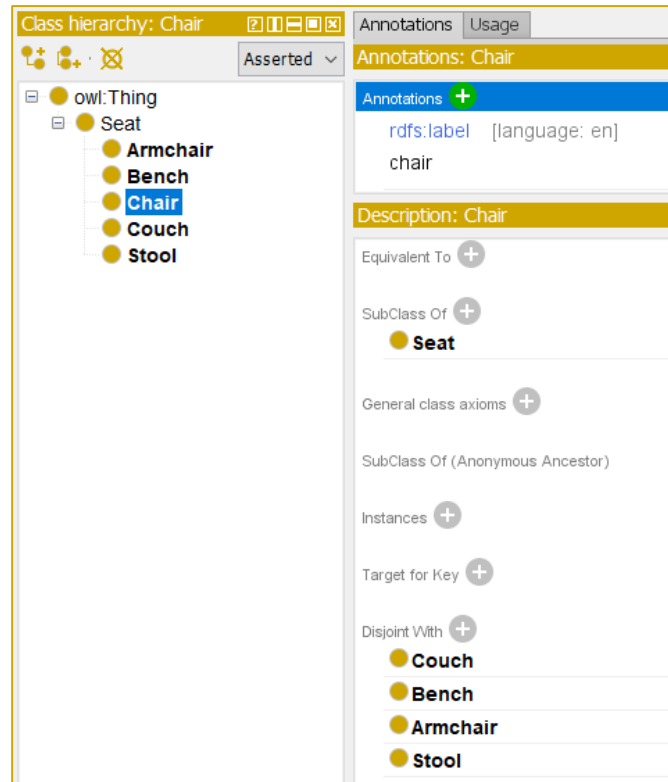 Class hierarchy: Chair
Asserted
owl:Thing
Seat
Armchair
Bench
Chair
Couch
Stool
Annotations Usage
Annotations: Chair
Annotations
rdfs:label [language: en]
chair
Description: Chair
Equivalent To
SubClass Of
Seat
General class axioms
SubClass Of (Anonymous Ancestor)
Instances
Target for Key
Disjoint With
Couch
Bench
Armchair
Stool